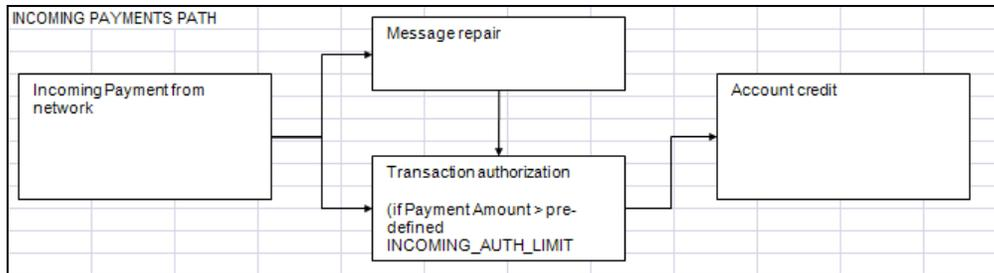 INCOMING PAYMENTS PATH
Message repair
Incoming Payment from
network
Account credit
Transaction authorization
(if Payment Amount > pre-
defined
INCOMING_AUTH_LIMIT